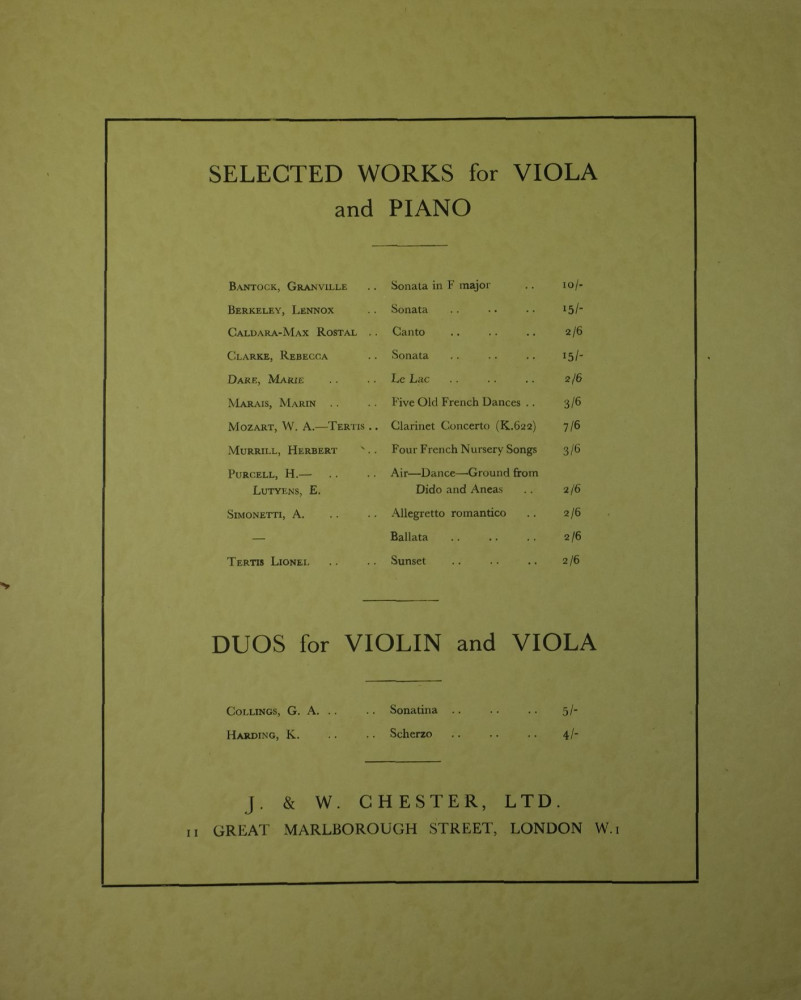 SELECTED WORKS for VIOLA
and PIANO
BANTOCK, GRANVILLE .. Sonata in F major .. 10/-
BERKELEY, LENNOX .. Sonata .. .. .. 15/-
CALDARA-MAX ROSTAL .. Canto .. .. .. 2/6
CLARKE, REBECCA .. Sonata .. .. .. 15/-
DARE, MARIE .. .. Le Lac .. .. .. 2/6
MARAIS, MARIN .. .. Five Old French Dances .. 3/6
MOZART, W. A.—TERTIS .. Clarinet Concerto (K.622) 7/6
MURRILL, HERBERT .. Four French Nursery Songs 3/6
PURCELL, H.— .. .. Air—Dance—Ground from
LUTYENS, E. Dido and Aneas .. 2/6
SIMONETTI, A. .. .. Allegretto romantico .. 2/6
— Ballata .. .. .. 2/6
TERTIS LIONEL .. .. Sunset .. .. .. 2/6
DUOS for VIOLIN and VIOLA
COLLINGS, G. A. .. .. Sonatina .. .. .. 5/-
HARDING, K. .. .. Scherzo .. .. .. 4/-
J. & W. CHESTER, LTD.
11 GREAT MARLBOROUGH STREET, LONDON W.1